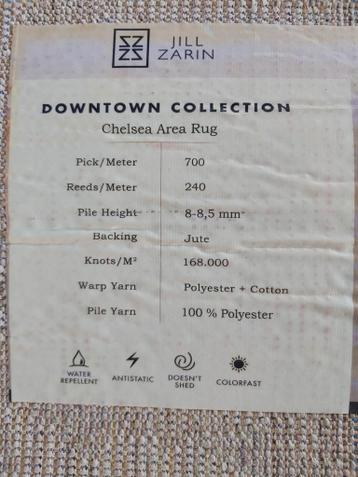 JILL
ZARIN
DOWNTOWN COLLECTION
Chelsea Area Rug
Pick/Meter 700
Reeds/Meter 240
Pile Height 8-8,5 mm
Backing Jute
Knots/M² 168.000
Warp Yarn Polyester + Cotton
Pile Yarn 100 % Polyester
WATER REPELLENT
ANTISTATIC
DOESN'T SHED
COLORFAST